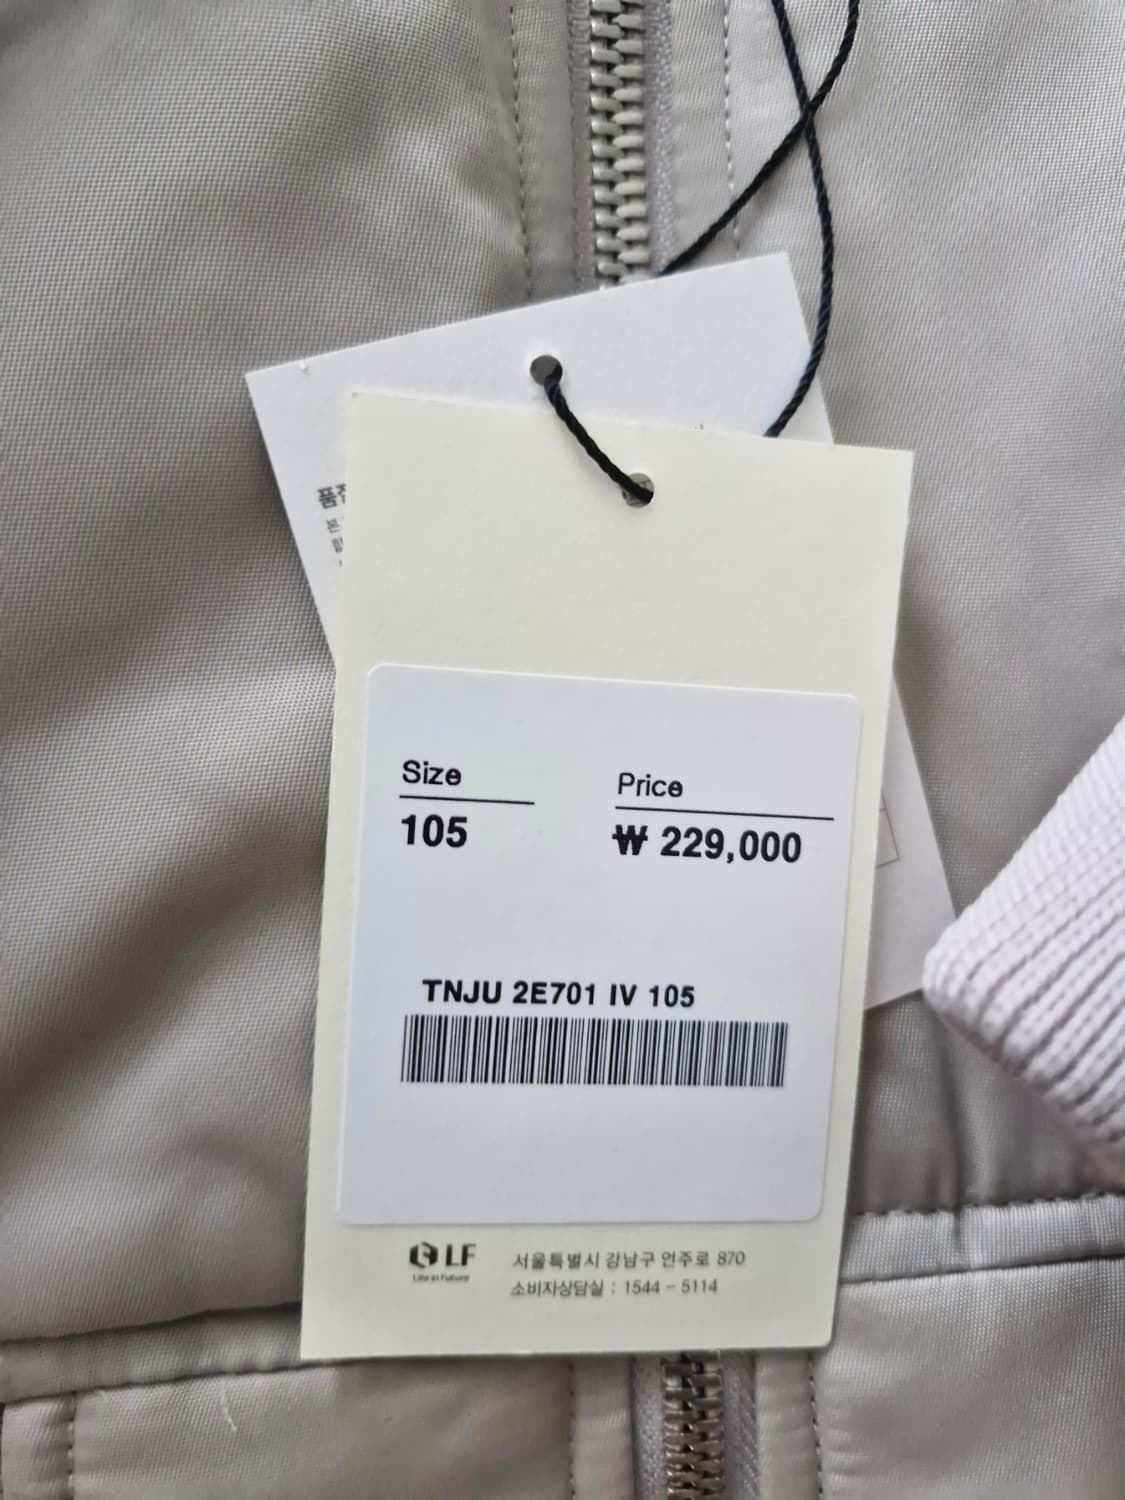 Size
105
Price
₩ 229,000
TNJU 2E701 IV 105
LF
Life in Future
서울특별시 강남구 언주로 870
소비자상담실 : 1544 - 5114